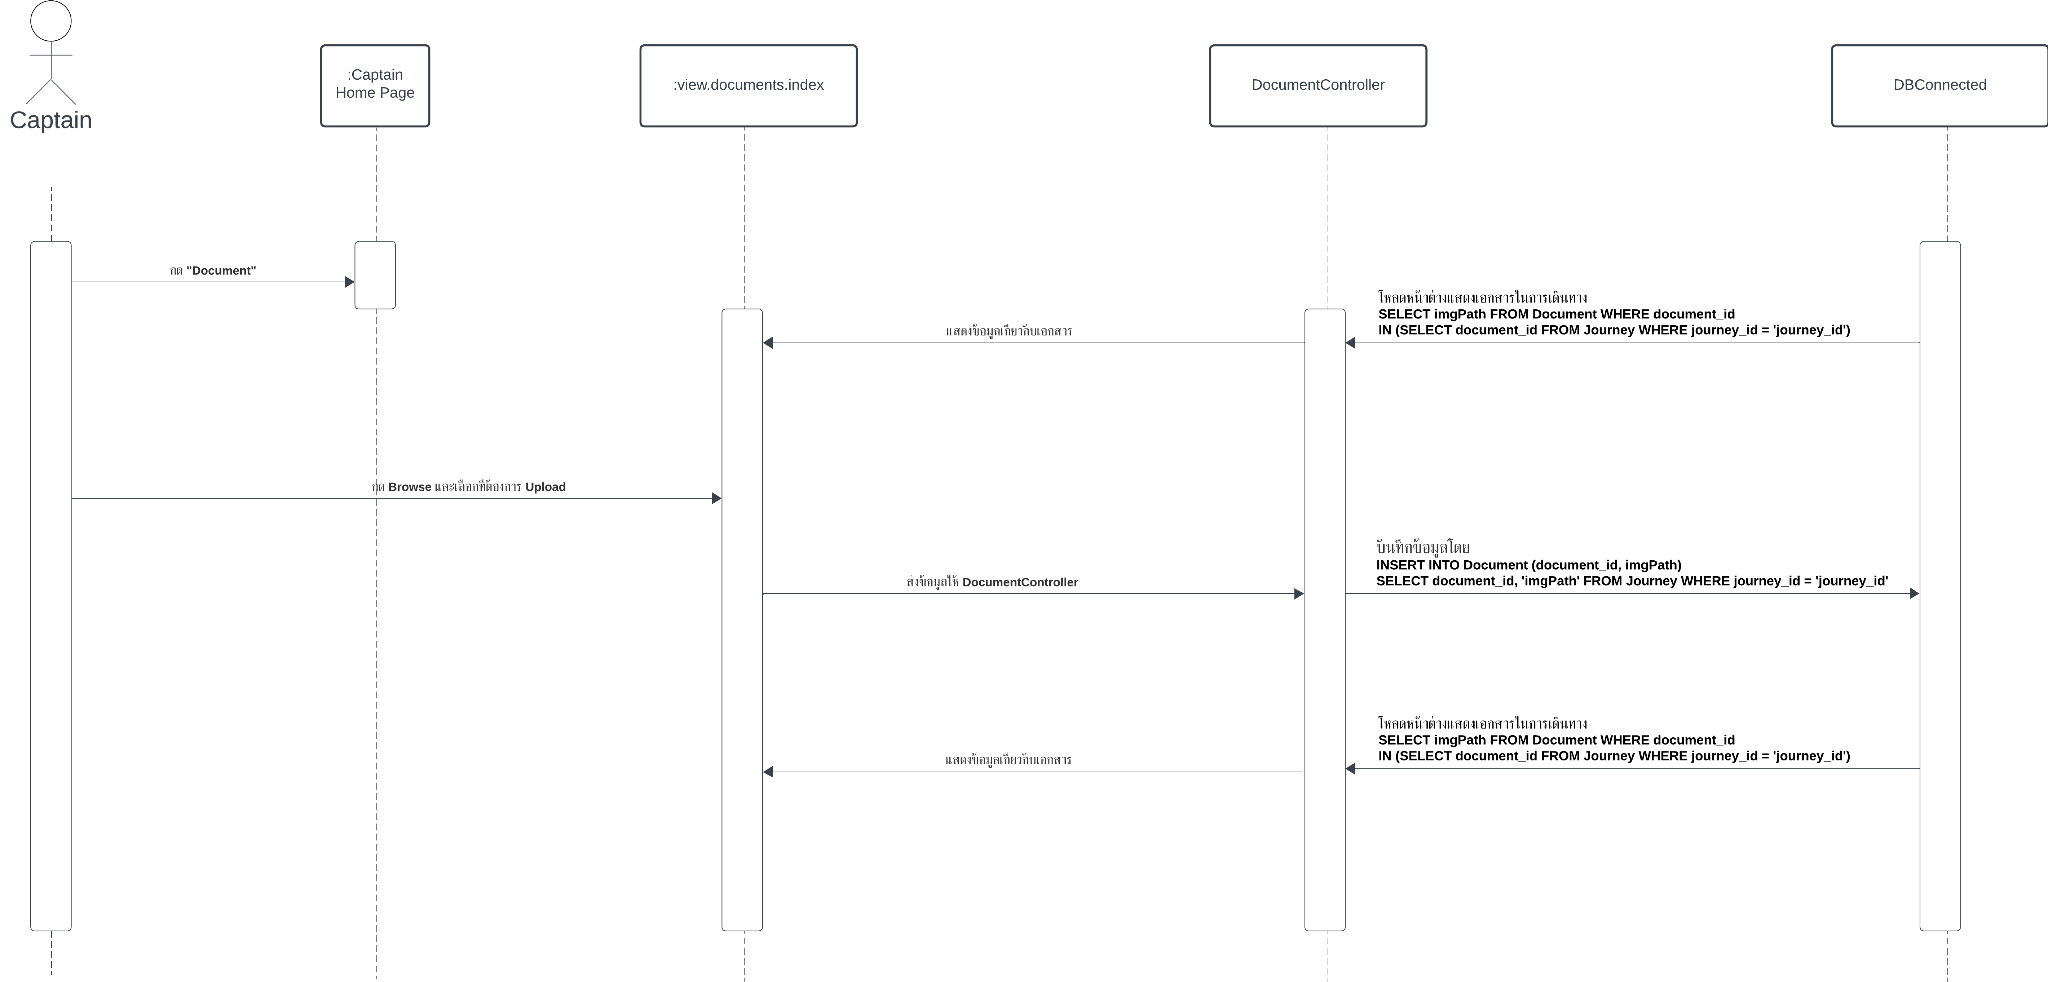 Captain
:Captain
Home Page
:view.documents.index
DocumentController
DBConnected
กด "Document"
โหลดหน้าต่างแสดงเอกสารในการเดินทาง
SELECT imgPath FROM Document WHERE document_id
IN (SELECT document_id FROM Journey WHERE journey_id = 'journey_id')
แสดงข้อมูลเกี่ยวกับเอกสาร
กด Browse และเลือกที่ต้องการ Upload
บันทึกข้อมูลโดย
INSERT INTO Document (document_id, imgPath)
SELECT document_id, 'imgPath' FROM Journey WHERE journey_id = 'journey_id'
ส่งข้อมูลให้ DocumentController
โหลดหน้าต่างแสดงเอกสารในการเดินทาง
SELECT imgPath FROM Document WHERE document_id
IN (SELECT document_id FROM Journey WHERE journey_id = 'journey_id')
แสดงข้อมูลเกี่ยวกับเอกสาร